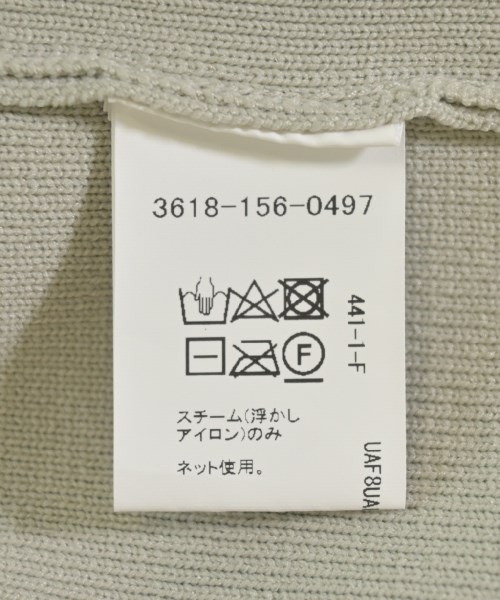 3618-156-0497
441-1-F
F
スチーム(浮かし
アイロン)のみ
ネット使用。
UAF8UA